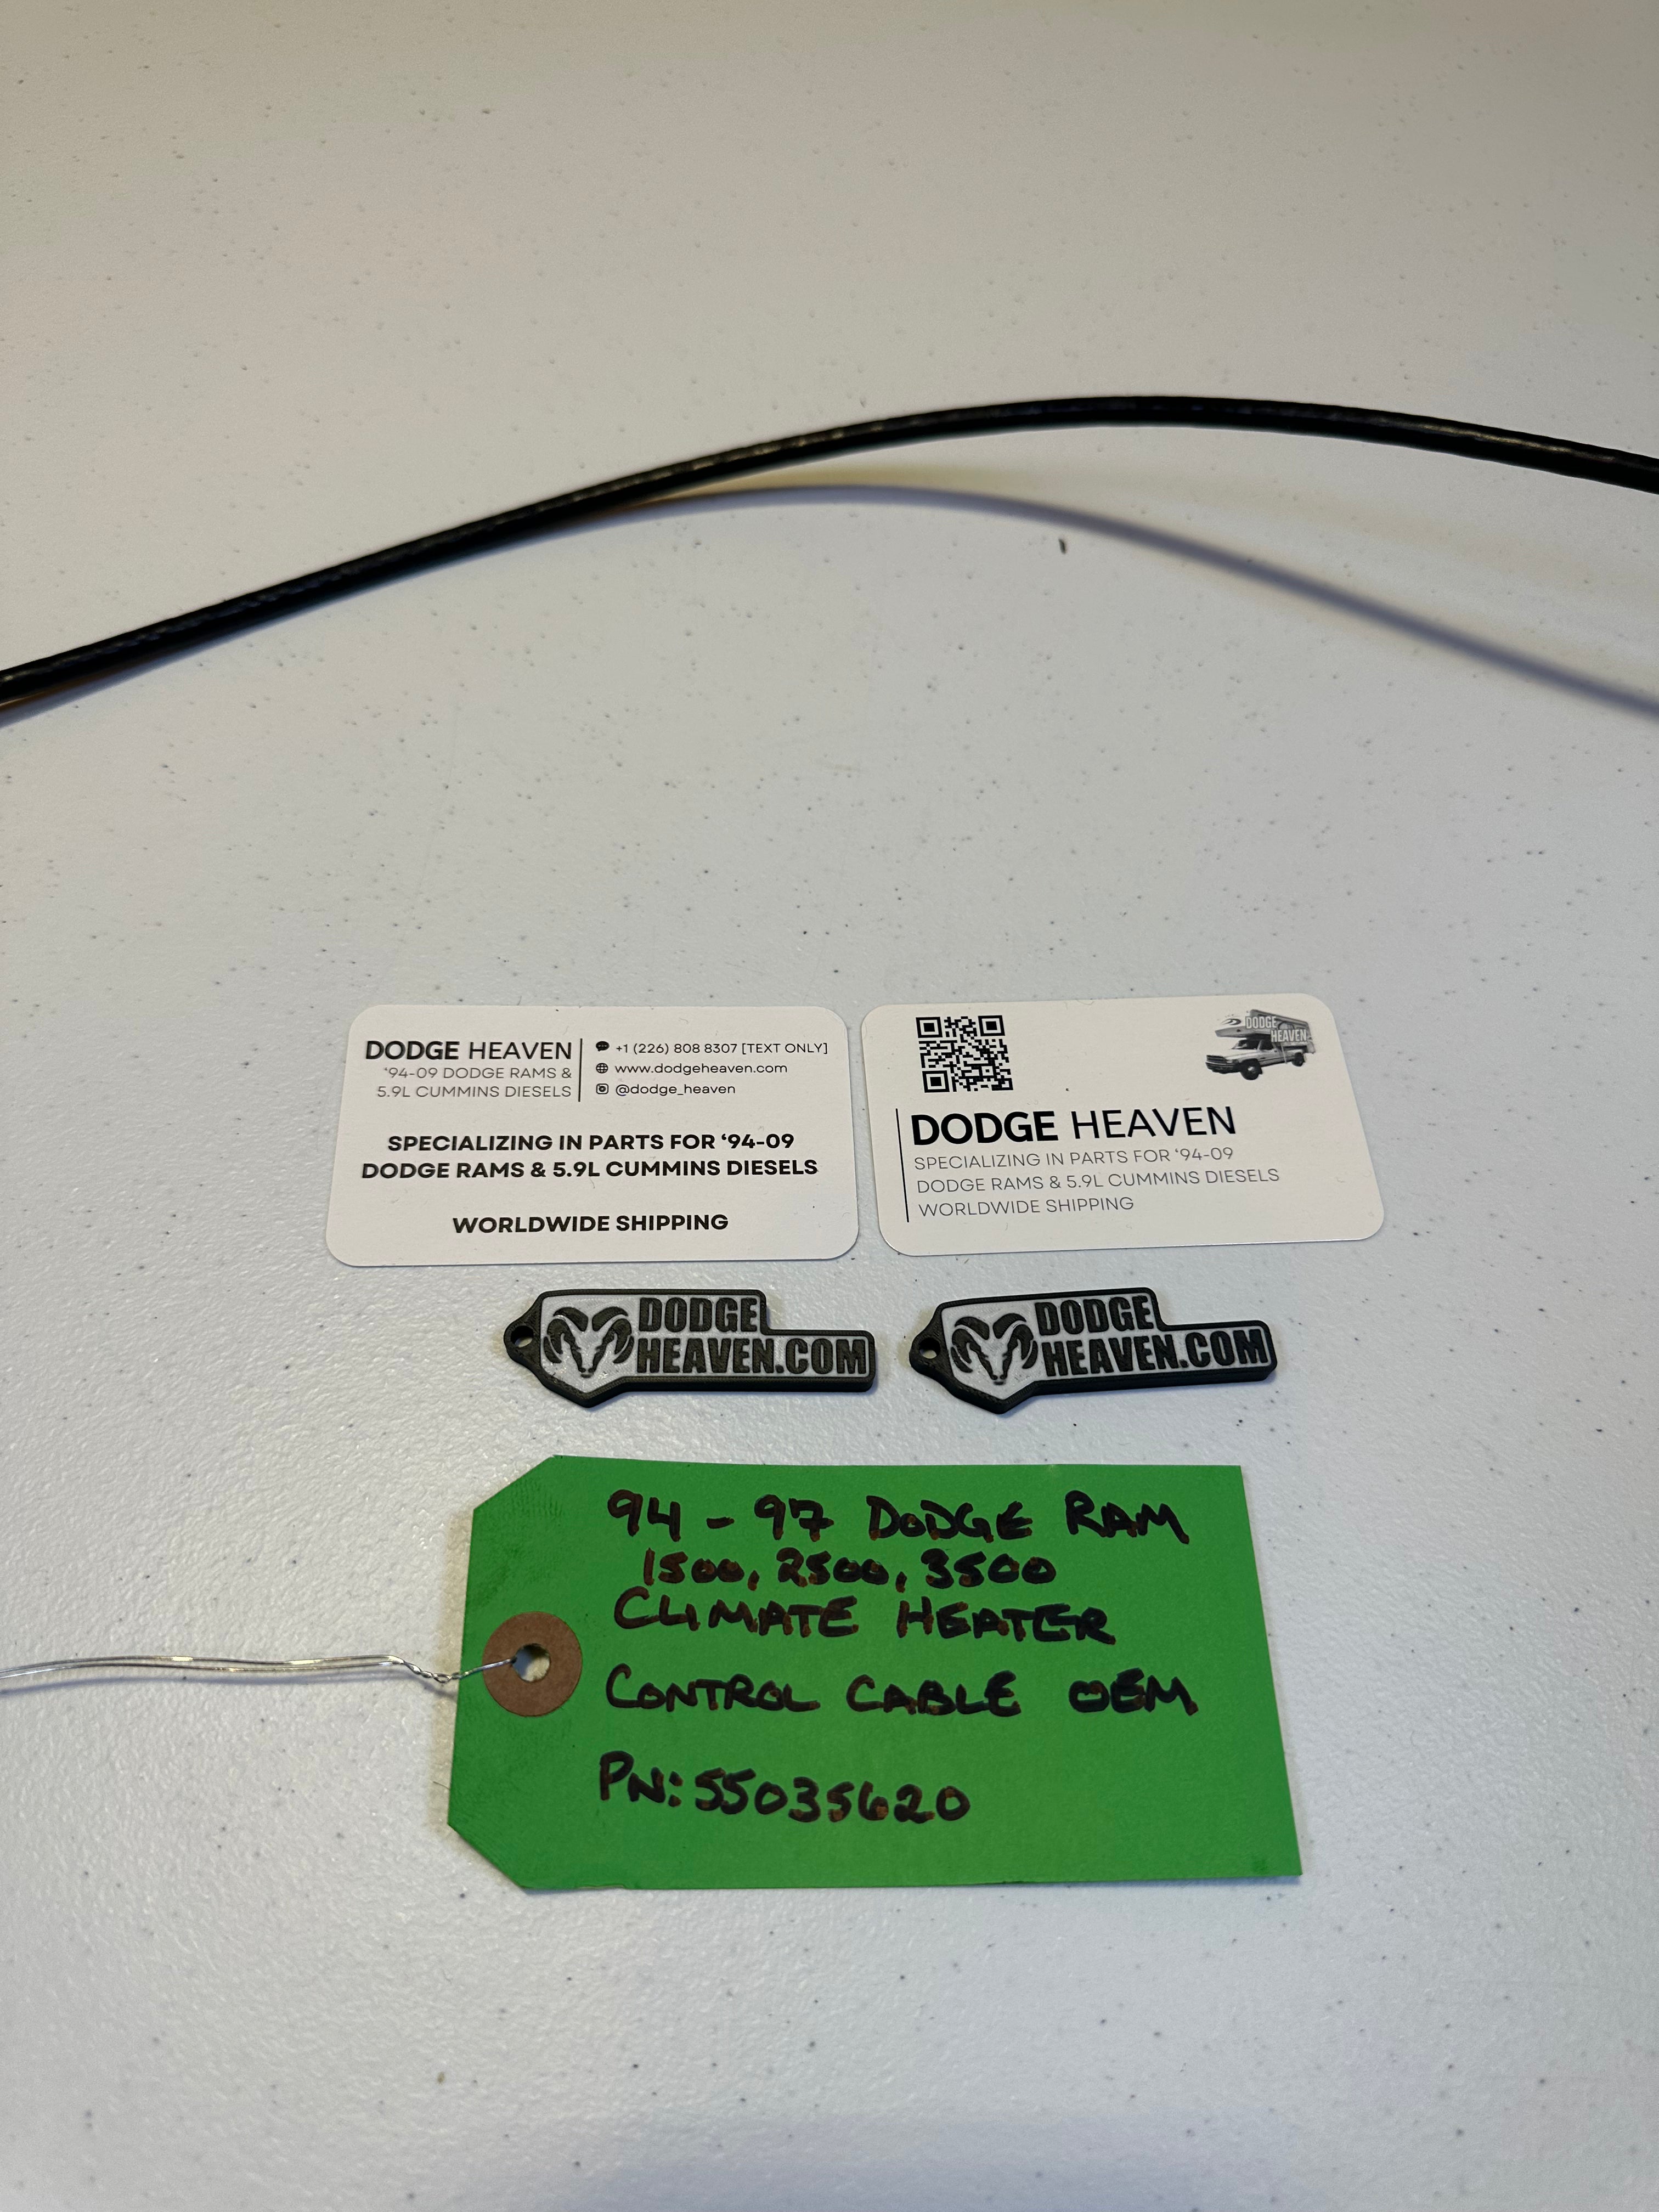 DODGE HEAVEN
'94-09 DODGE RAMS &
5.9L CUMMINS DIESELS
+1 (226) 808 8307 [TEXT ONLY]
www.dodgeheaven.com
@dodge_heaven
SPECIALIZING IN PARTS FOR '94-09
DODGE RAMS & 5.9L CUMMINS DIESELS
WORLDWIDE SHIPPING
DODGE
HEAVEN
DODGE HEAVEN
SPECIALIZING IN PARTS FOR '94-09
DODGE RAMS & 5.9L CUMMINS DIESELS
WORLDWIDE SHIPPING
DODGE
HEAVEN.COM
DODGE
HEAVEN.COM
94 - 97 DODGE RAM
1500, 2500, 3500
CLIMATE HEATER
CONTROL CABLE OEM
PN: 55035620